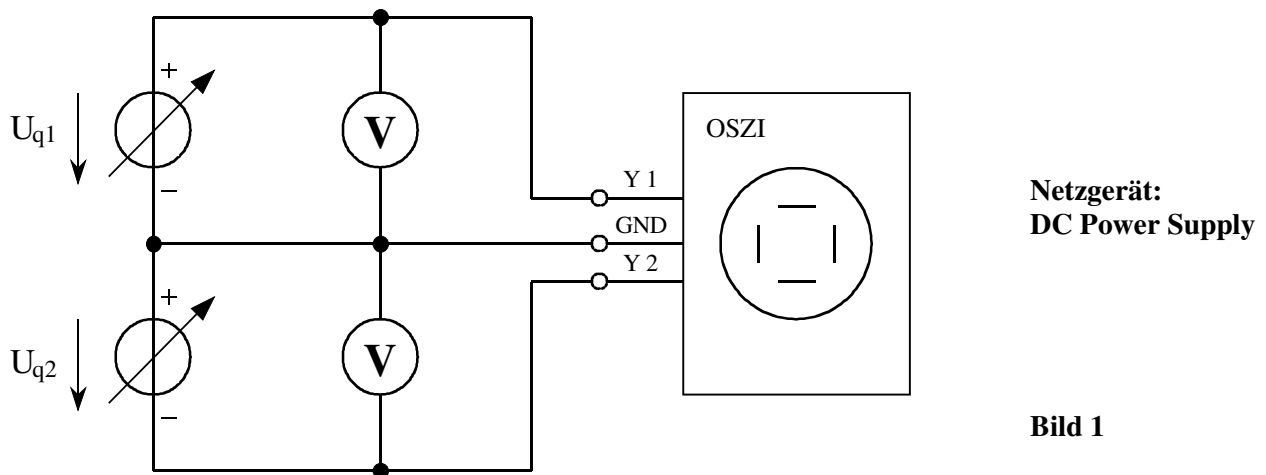 +
U_q1
V
−
OSZI
Y 1
GND
Y 2
Netzgerät:
DC Power Supply
+
U_q2
V
−
Bild 1